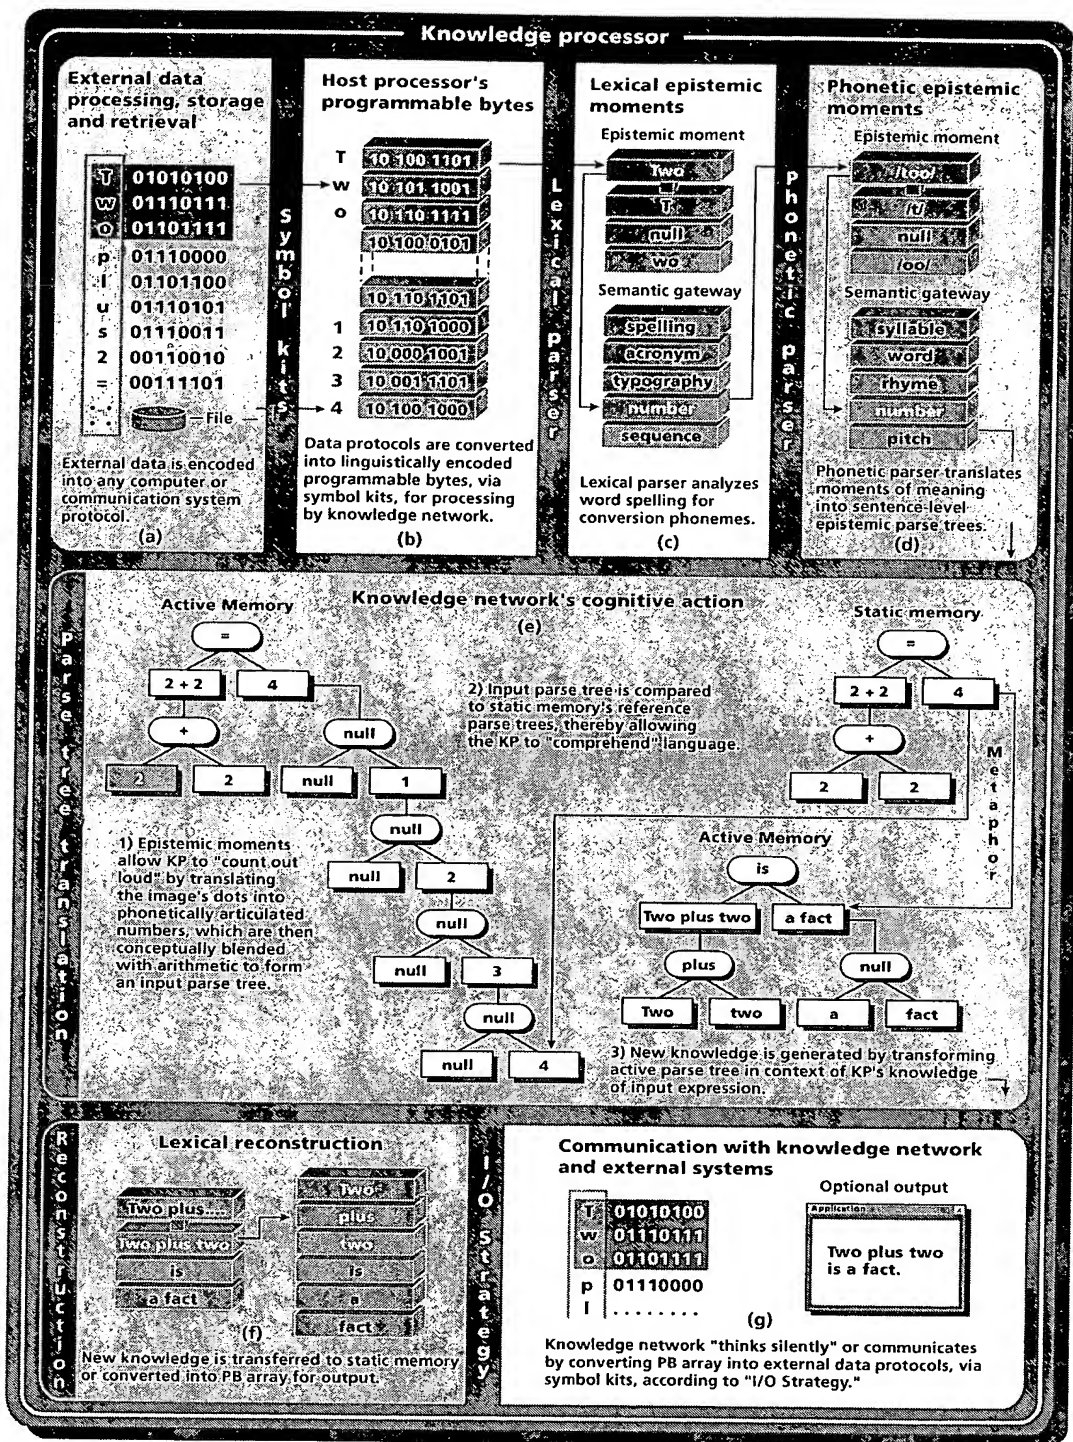 Knowledge processor
External data
processing, storage
and retrieval
T 01010100
w 01110111
o 01101111
p 01110000
l 01101100
u 01110101
s 01110011
2 00110010
= 00111101
File
External data is encoded
into any computer or
communication system
protocol.
(a)
Symbol kits
Host processor's
programmable bytes
T 10 100 1101
w 10 101 1001
o 10 110 1111
10 100 0101
10 110 1101
1 10 110 1000
2 10 000 1001
3 10 001 1101
4 10 100 1000
Data protocols are converted
into linguistically encoded
programmable bytes, via
symbol kits, for processing
by knowledge network.
(b)
Lexical parser
Lexical epistemic
moments
Epistemic moment
Two
T
null
wo
Semantic gateway
spelling
acronym
typography
number
sequence
Lexical parser analyzes
word spelling for
conversion phonemes.
(c)
Phonetic parser
Phonetic epistemic
moments
Epistemic moment
/too/
/t/
null
/oo/
Semantic gateway
syllable
word
rhyme
number
pitch
Phonetic parser translates
moments of meaning
into sentence-level
epistemic parse trees.
(d)
Parse tree translation
Knowledge network's cognitive action
(e)
Active Memory
=
2 + 2 4
+ null
2 2 null 1
null
null 2
null
null 3
null
null 4
1) Epistemic moments
allow KP to "count out
loud" by translating
the image's dots into
phonetically articulated
numbers, which are then
conceptually blended
with arithmetic to form
an input parse tree.
2) Input parse tree is compared
to static memory's reference
parse trees, thereby allowing
the KP to "comprehend" language.
Static memory
=
2 + 2 4
+
2 2
Metaphor
Active Memory
is
Two plus two a fact
plus null
Two two a fact
3) New knowledge is generated by transforming
active parse tree in context of KP's knowledge
of input expression.
Reconstruction
Lexical reconstruction
Two plus....
Two plus two
is
a fact
Two
plus
two
is
a
fact
(f)
New knowledge is transferred to static memory
or converted into PB array for output.
I/O Strategy
Communication with knowledge network
and external systems
T 01010100
w 01110111
o 01101111
p 01110000
l . . . . . . . .
Optional output
Application
Two plus two
is a fact.
(g)
Knowledge network "thinks silently" or communicates
by converting PB array into external data protocols, via
symbol kits, according to "I/O Strategy."